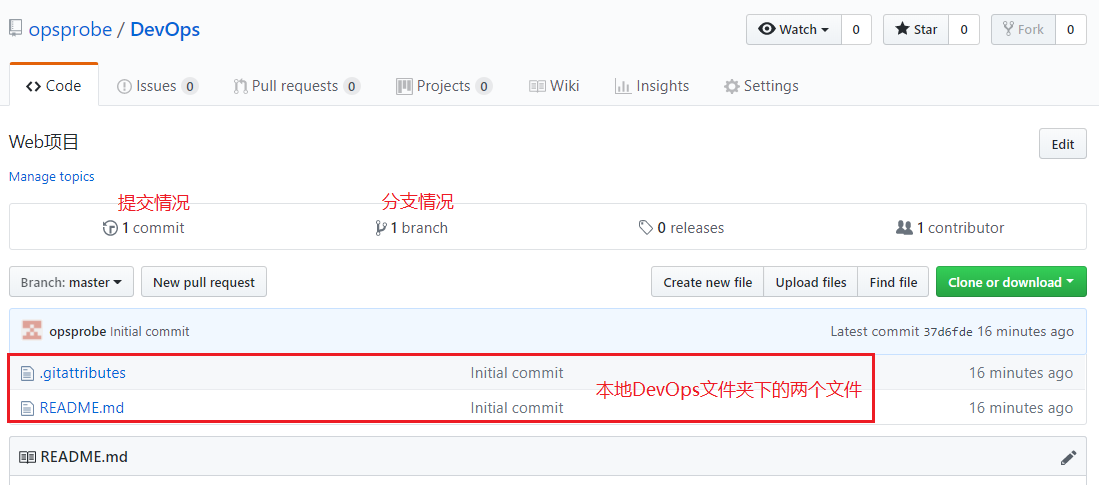 opsprobe / DevOps Watch 0 Star 0 Fork 0
Code Issues 0 Pull requests 0 Projects 0 Wiki Insights Settings
Web项目 Edit
Manage topics
提交情况 分支情况
1 commit 1 branch 0 releases 1 contributor
Branch: master New pull request Create new file Upload files Find file Clone or download
opsprobe Initial commit Latest commit 37d6fde 16 minutes ago
.gitattributes Initial commit 16 minutes ago
本地DevOps文件夹下的两个文件
README.md Initial commit 16 minutes ago
README.md